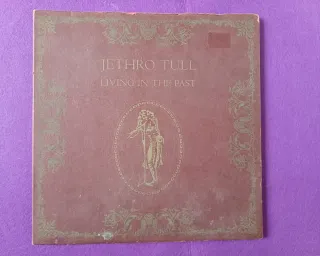 JETHRO TULL
LIVING IN THE PAST